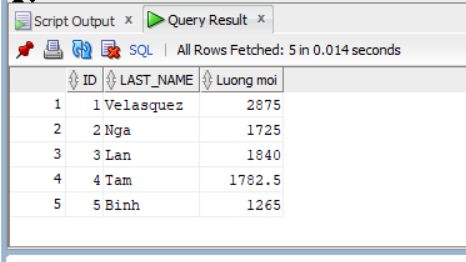 Script Output x Query Result x
SQL | All Rows Fetched: 5 in 0.014 seconds
ID LAST_NAME Luong moi
1 1 Velasquez 2875
2 2 Nga 1725
3 3 Lan 1840
4 4 Tam 1782.5
5 5 Binh 1265